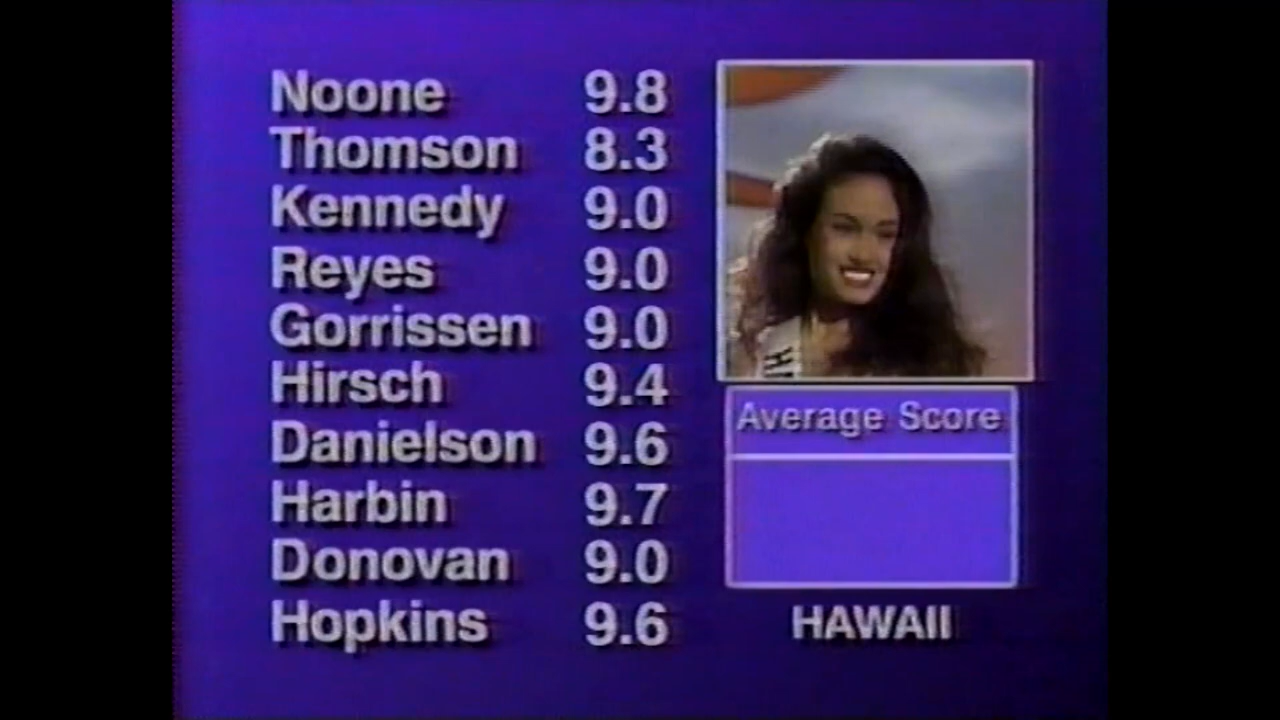 Noone 9.8
Thomson 8.3
Kennedy 9.0
Reyes 9.0
Gorrissen 9.0
Hirsch 9.4
Danielson 9.6
Harbin 9.7
Donovan 9.0
Hopkins 9.6
Average Score
HAWAII